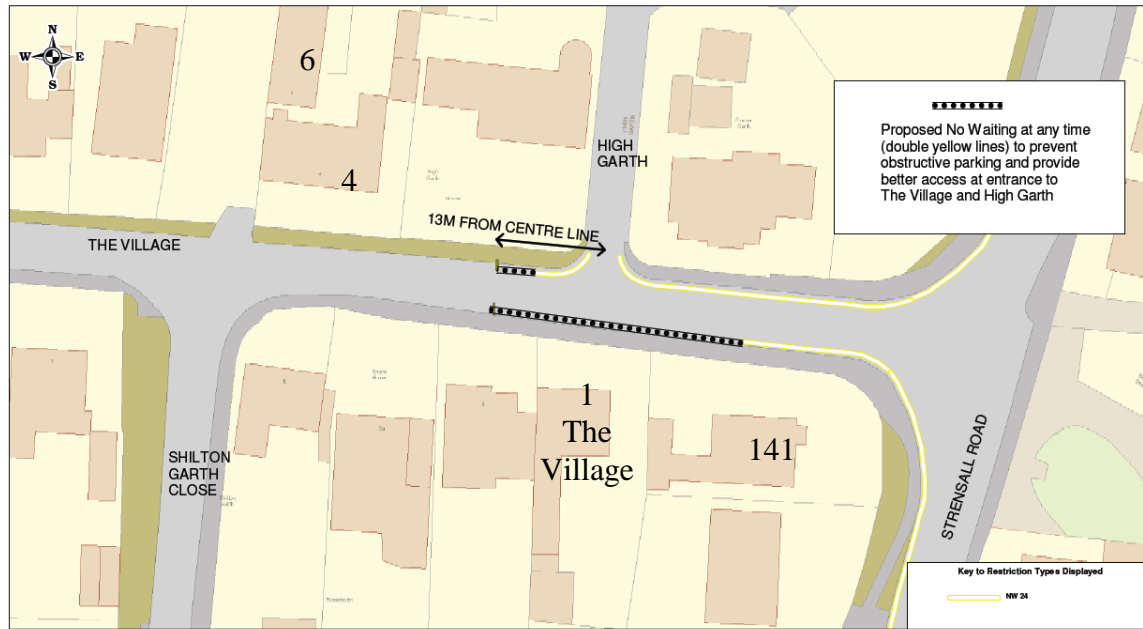 N
W E
S
6
4
HIGH
GARTH
Proposed No Waiting at any time
(double yellow lines) to prevent
obstructive parking and provide
better access at entrance to
The Village and High Garth
13M FROM CENTRE LINE
THE VILLAGE
1
The
Village
141
SHILTON
GARTH
CLOSE
STRENSALL ROAD
Key to Restriction Types Displayed
NW 24